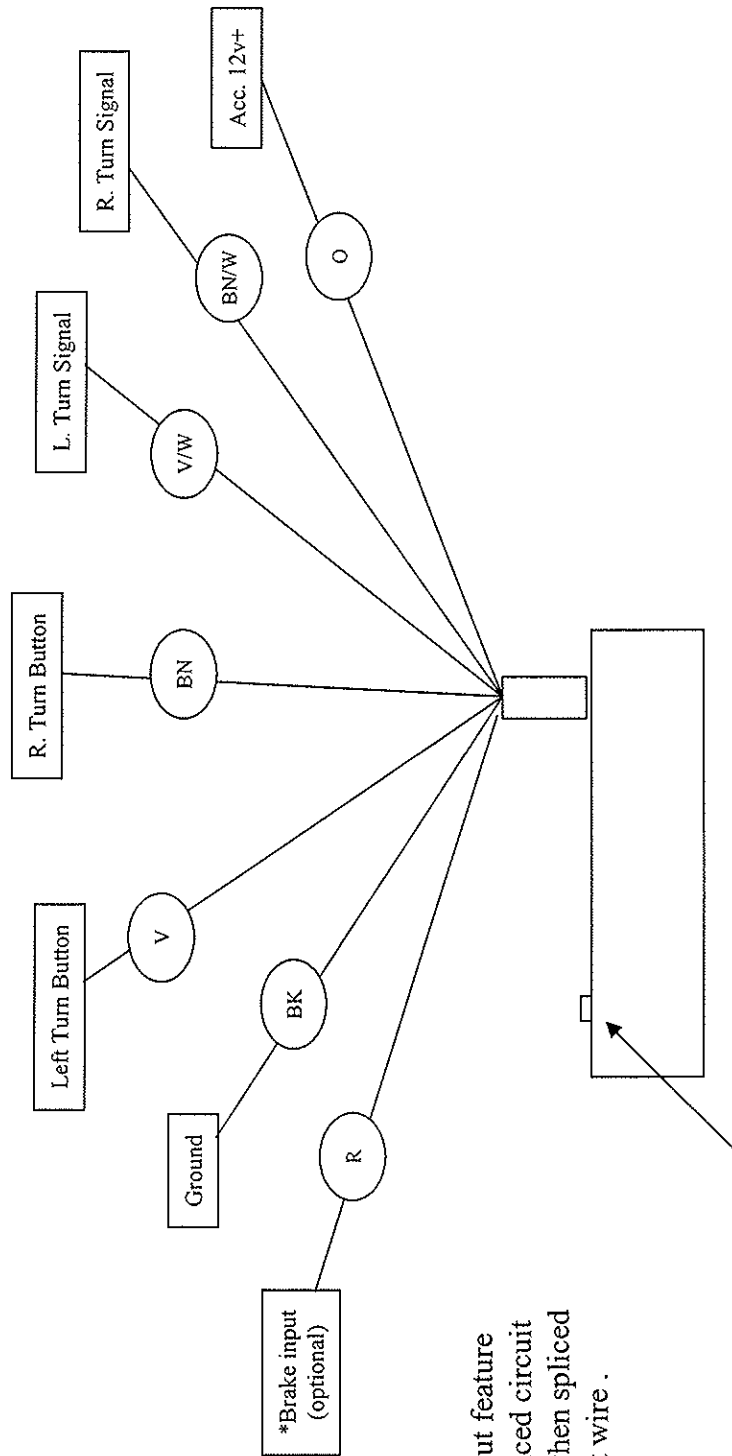 *Brake input
(optional)
R
Ground
BK
Left Turn Button
V
R. Turn Button
BN
L. Turn Signal
V/W
R. Turn Signal
BN/W
Acc. 12v+
O
ut feature
ced circuit
hen spliced
wire .